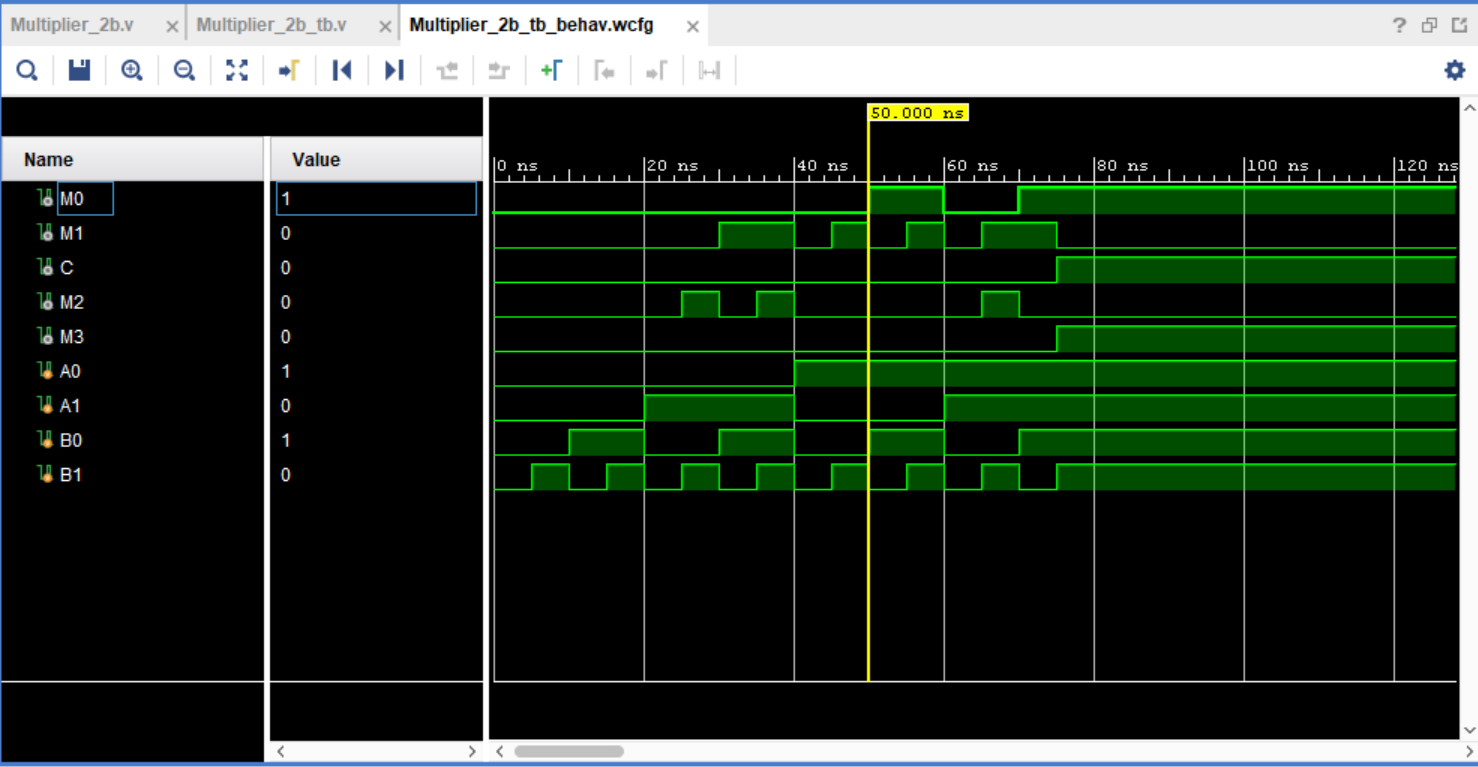 Multiplier_2b.v × Multiplier_2b_tb.v × Multiplier_2b_tb_behav.wcfg × ?
50.000 ns
Name Value 0 ns 20 ns 40 ns 60 ns 80 ns 100 ns 120 ns
M0 1
M1 0
C 0
M2 0
M3 0
A0 1
A1 0
B0 1
B1 0